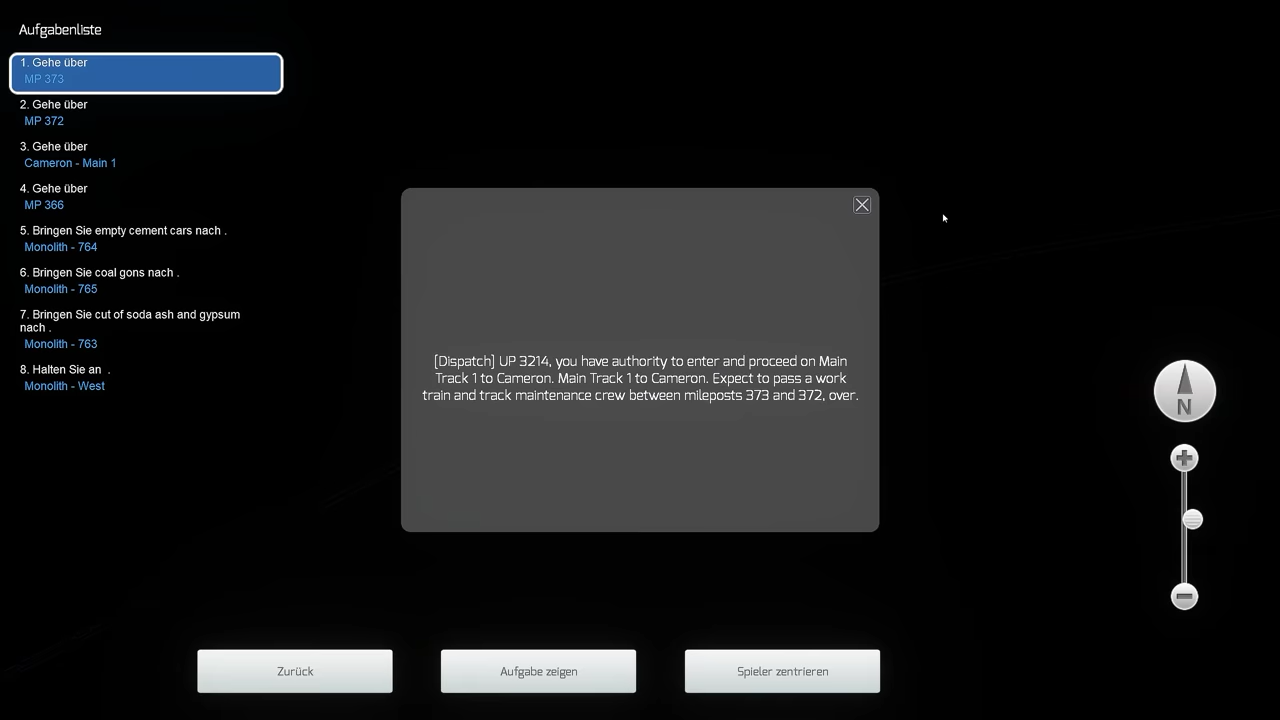 Aufgabenliste
1. Gehe über
MP 373
2. Gehe über
MP 372
3. Gehe über
Cameron - Main 1
4. Gehe über
MP 366
5. Bringen Sie empty cement cars nach .
Monolith - 764
6. Bringen Sie coal gons nach .
Monolith - 765
7. Bringen Sie cut of soda ash and gypsum
nach .
Monolith - 763
8. Halten Sie an .
Monolith - West
[Dispatch] UP 3214, you have authority to enter and proceed on Main
Track 1 to Cameron. Main Track 1 to Cameron. Expect to pass a work
train and track maintenance crew between mileposts 373 and 372, over.
N
Zurück
Aufgabe zeigen
Spieler zentrieren